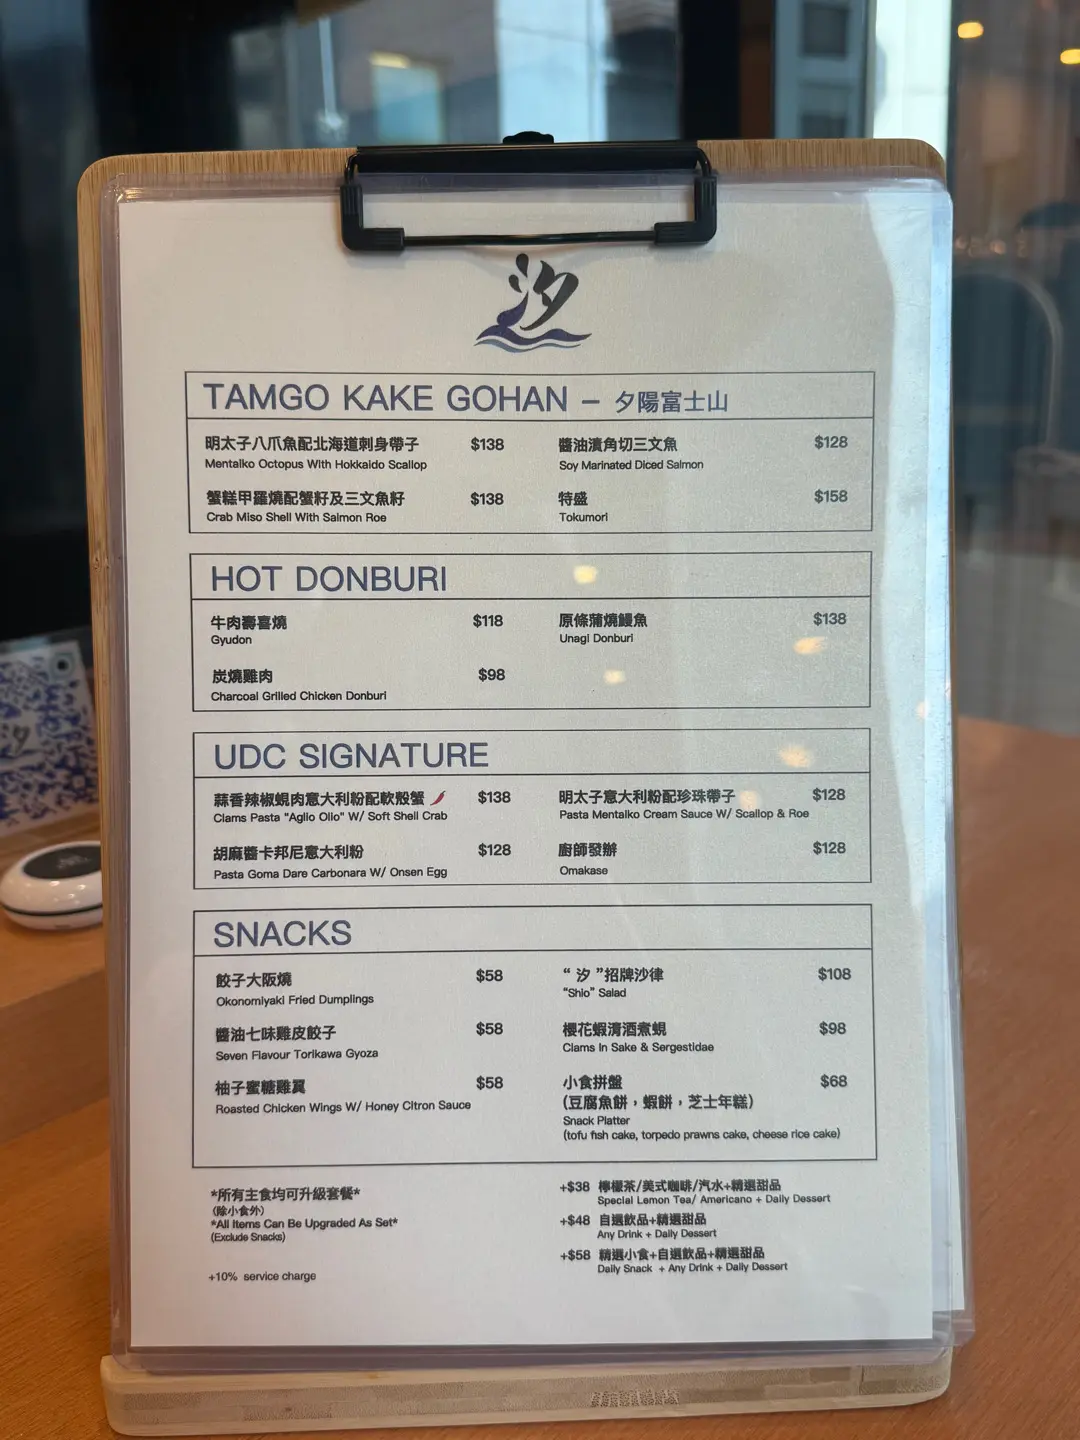 汐
TAMGO KAKE GOHAN – 夕陽富士山
明太子八爪魚配北海道刺身帶子 $138
Mentaiko Octopus With Hokkaido Scallop
醬油漬角切三文魚 $128
Soy Marinated Diced Salmon
蟹糕甲羅燒配蟹籽及三文魚籽 $138
Crab Miso Shell With Salmon Roe
特盛 $158
Tokumori
HOT DONBURI
牛肉壽喜燒 $118
Gyudon
原條蒲燒鰻魚 $138
Unagi Donburi
炭燒雞肉 $98
Charcoal Grilled Chicken Donburi
UDC SIGNATURE
蒜香辣椒蜆肉意大利粉配軟殼蟹 $138
Clams Pasta "Aglio Olio" W/ Soft Shell Crab
明太子意大利粉配珍珠帶子 $128
Pasta Mentaiko Cream Sauce W/ Scallop & Roe
胡麻醬卡邦尼意大利粉 $128
Pasta Goma Dare Carbonara W/ Onsen Egg
廚師發辦 $128
Omakase
SNACKS
餃子大阪燒 $58
Okonomiyaki Fried Dumplings
“ 汐 ”招牌沙律 $108
“Shio” Salad
醬油七味雞皮餃子 $58
Seven Flavour Torikawa Gyoza
櫻花蝦清酒煮蜆 $98
Clams In Sake & Sergestidae
柚子蜜糖雞翼 $58
Roasted Chicken Wings W/ Honey Citron Sauce
小食拼盤 $68
(豆腐魚餅，蝦餅，芝士年糕)
Snack Platter
(tofu fish cake, torpedo prawns cake, cheese rice cake)
*所有主食均可升級套餐*
(除小食外)
*All Items Can Be Upgraded As Set*
(Exclude Snacks)
+10% service charge
+$38 檸檬茶/美式咖啡/汽水+精選甜品
Special Lemon Tea/ Americano + Daily Dessert
+$48 自選飲品+精選甜品
Any Drink + Daily Dessert
+$58 精選小食+自選飲品+精選甜品
Daily Snack + Any Drink + Daily Dessert